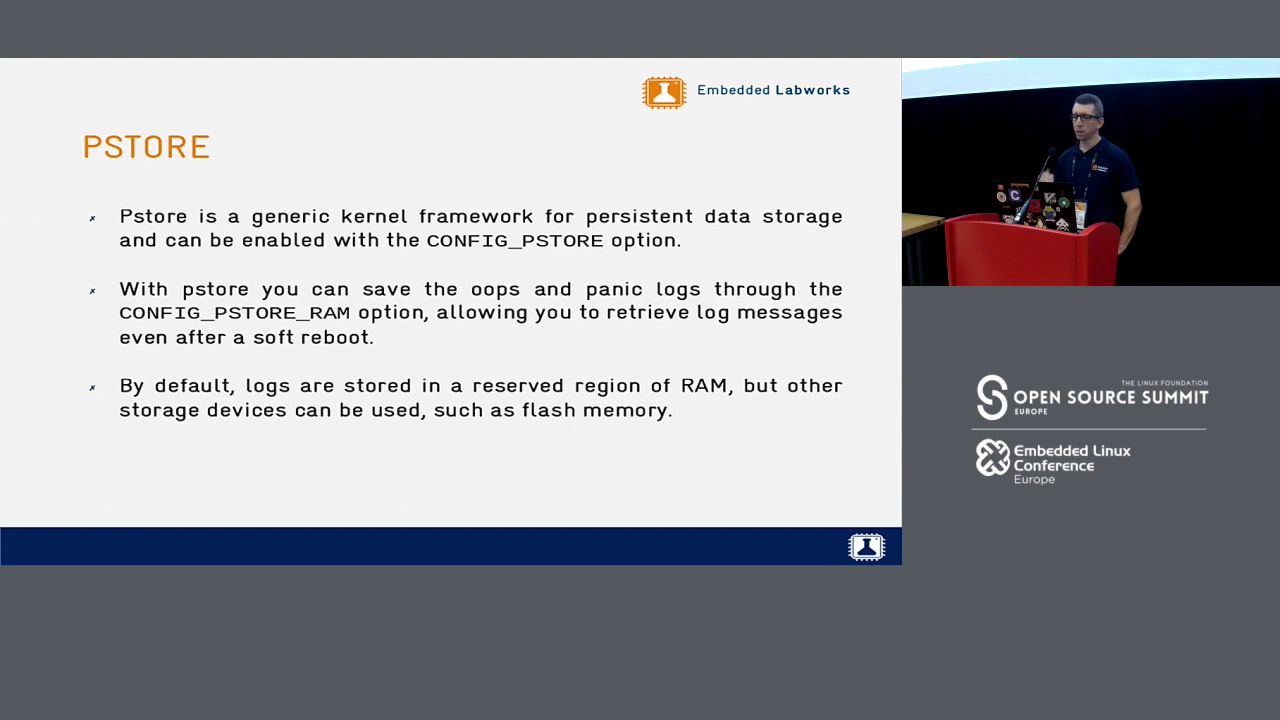 Embedded Labworks
PSTORE
Pstore is a generic kernel framework for persistent data storage
and can be enabled with the CONFIG_PSTORE option.
With pstore you can save the oops and panic logs through the
CONFIG_PSTORE_RAM option, allowing you to retrieve log messages
even after a soft reboot.
By default, logs are stored in a reserved region of RAM, but other
storage devices can be used, such as flash memory.
THE LINUX FOUNDATION
OPEN SOURCE SUMMIT
EUROPE
Embedded Linux
Conference
Europe